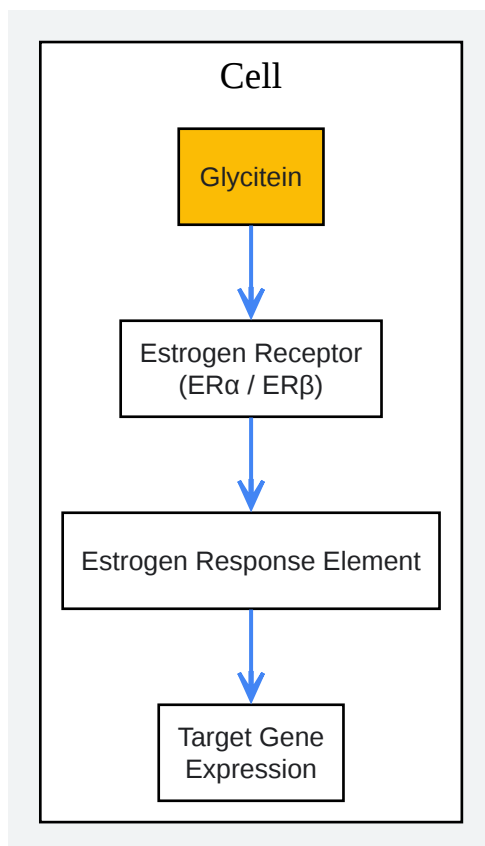 Cell
Glycitein
Estrogen Receptor
(ERα / ERβ)
Estrogen Response Element
Target Gene
Expression